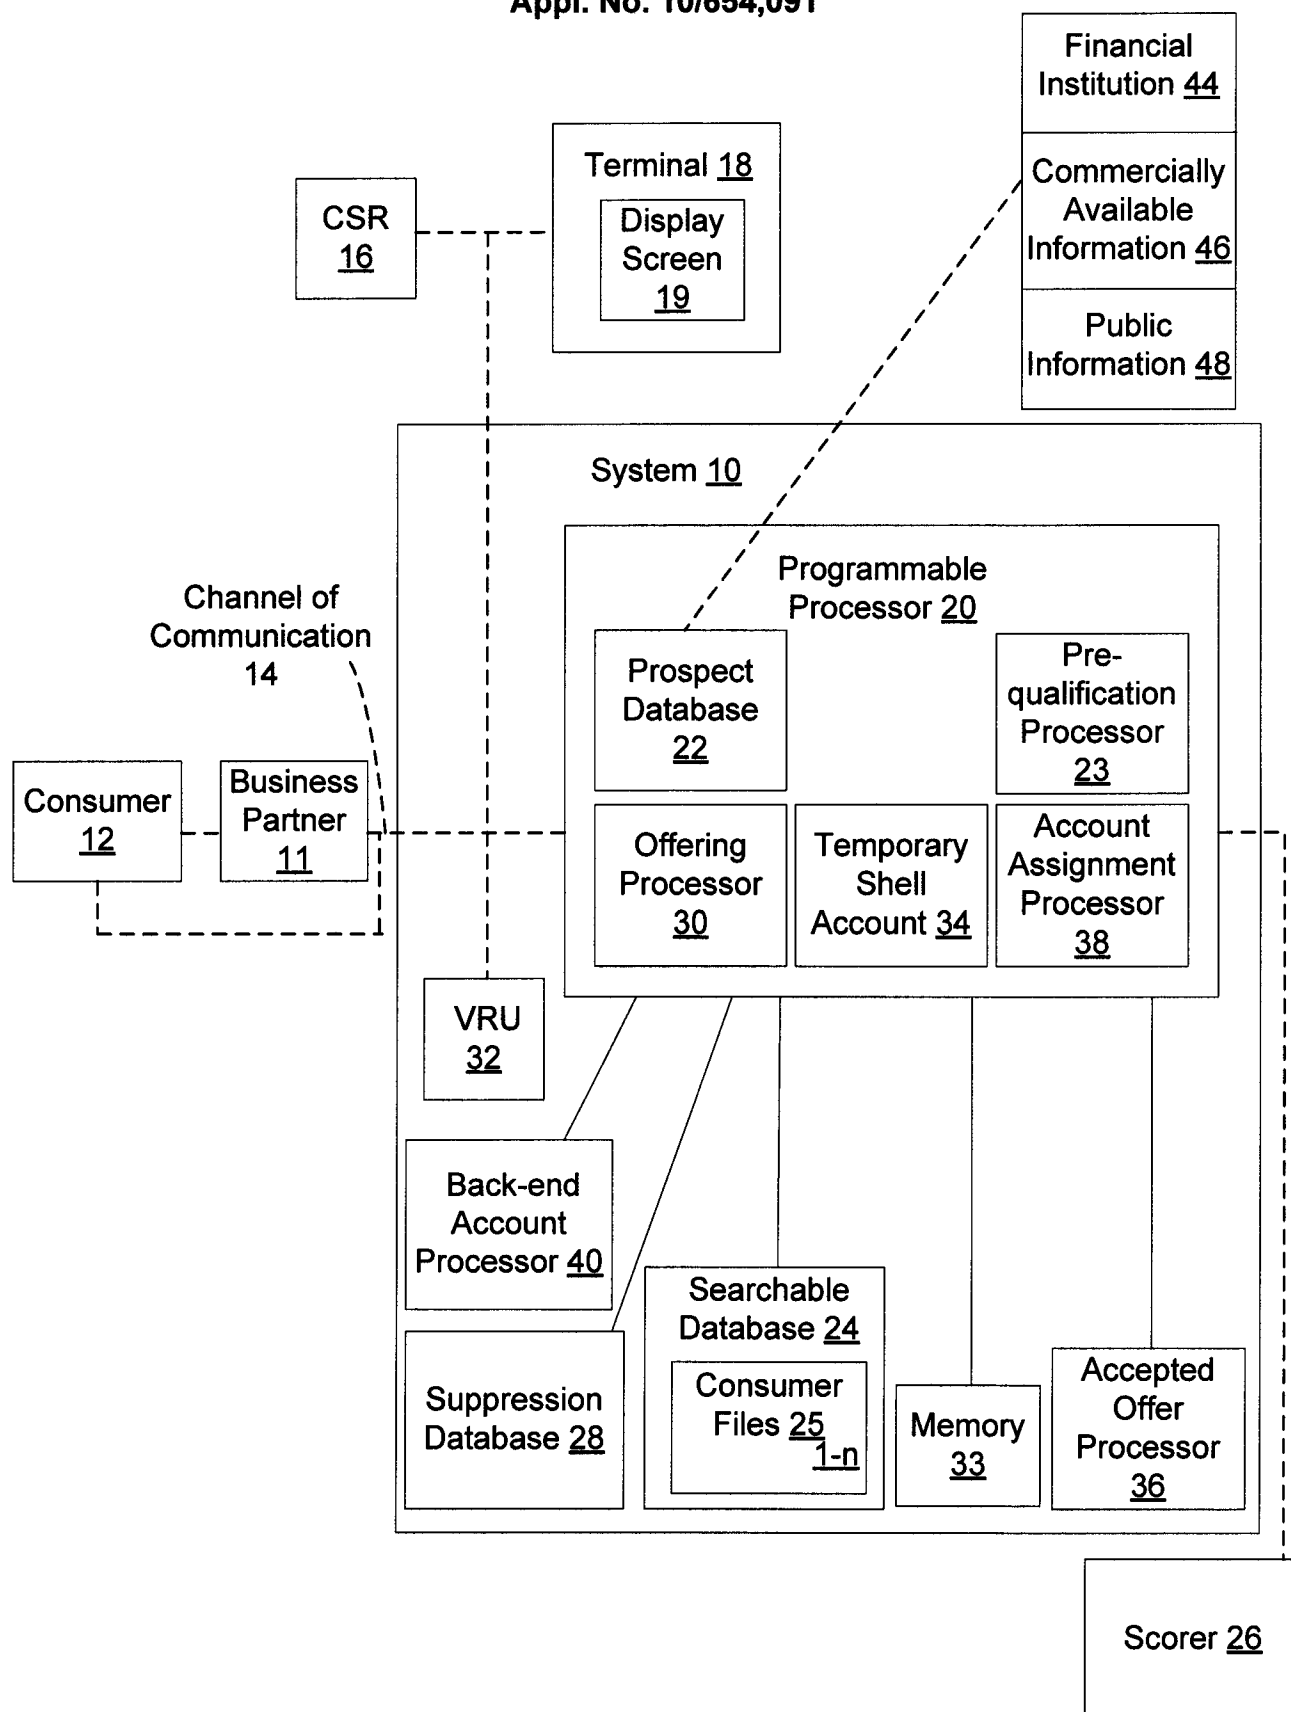 Appl. No. 10/654,091
Financial
Institution 44
Commercially
Available
Information 46
Public
Information 48
Terminal 18
Display
Screen
19
CSR
16
System 10
Programmable
Processor 20
Channel of
Communication
14
Prospect
Database
22
Pre-
qualification
Processor
23
Consumer
12
Business
Partner
11
Offering
Processor
30
Temporary
Shell
Account 34
Account
Assignment
Processor
38
VRU
32
Back-end
Account
Processor 40
Suppression
Database 28
Searchable
Database 24
Consumer
Files 25
1-n
Memory
33
Accepted
Offer
Processor
36
Scorer 26